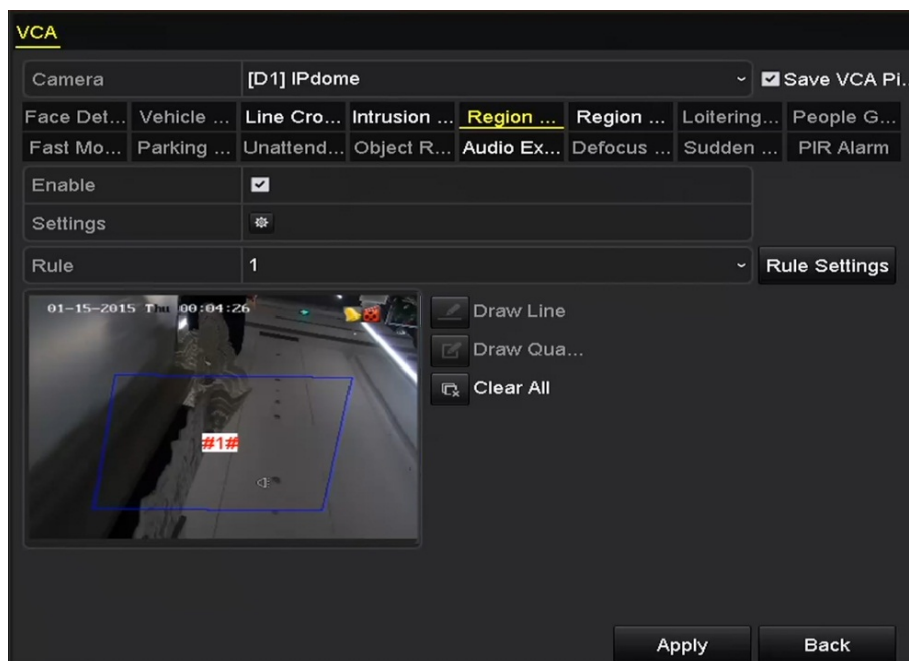 VCA
Camera [D1] IPdome Save VCA Pi..
Face Det... Vehicle ... Line Cro... Intrusion ... Region ... Region ... Loitering... People G...
Fast Mo... Parking ... Unattend... Object R... Audio Ex... Defocus ... Sudden ... PIR Alarm
Enable
Settings
Rule 1 Rule Settings
01-15-2015 Thu 00:04:26
Draw Line
Draw Qua...
Clear All
#1#
Apply Back